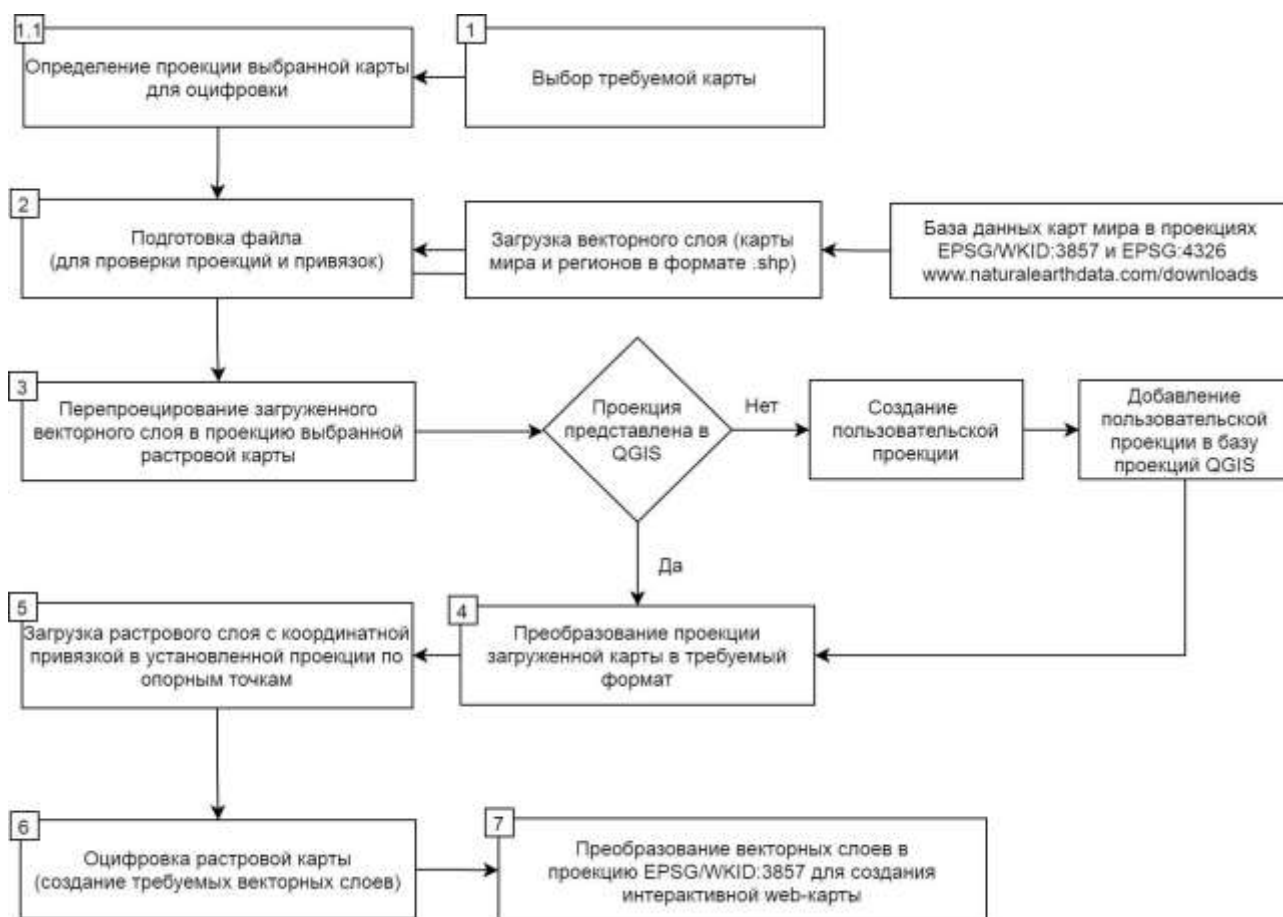 1,1
Определение проекции выбранной карты
для оцифровки
1
Выбор требуемой карты
2
Подготовка файла
(для проверки проекций и привязок)
Загрузка векторного слоя (карты
мира и регионов в формате .shp)
База данных карт мира в проекциях
EPSG/WKID:3857 и EPSG:4326
www.naturalearthdata.com/downloads
3
Перепроецирование загруженного
векторного слоя в проекцию выбранной
растровой карты
Проекция
представлена в
QGIS
Нет
Создание
пользовательской
проекции
Добавление
пользовательской
проекции в базу
проекций QGIS
Да
4
Преобразование проекции
загруженной карты в требуемый
формат
5
Загрузка растрового слоя с координатной
привязкой в установленной проекции по
опорным точкам
6
Оцифровка растровой карты
(создание требуемых векторных слоев)
7
Преобразование векторных слоев в
проекцию EPSG/WKID:3857 для создания
интерактивной web-карты